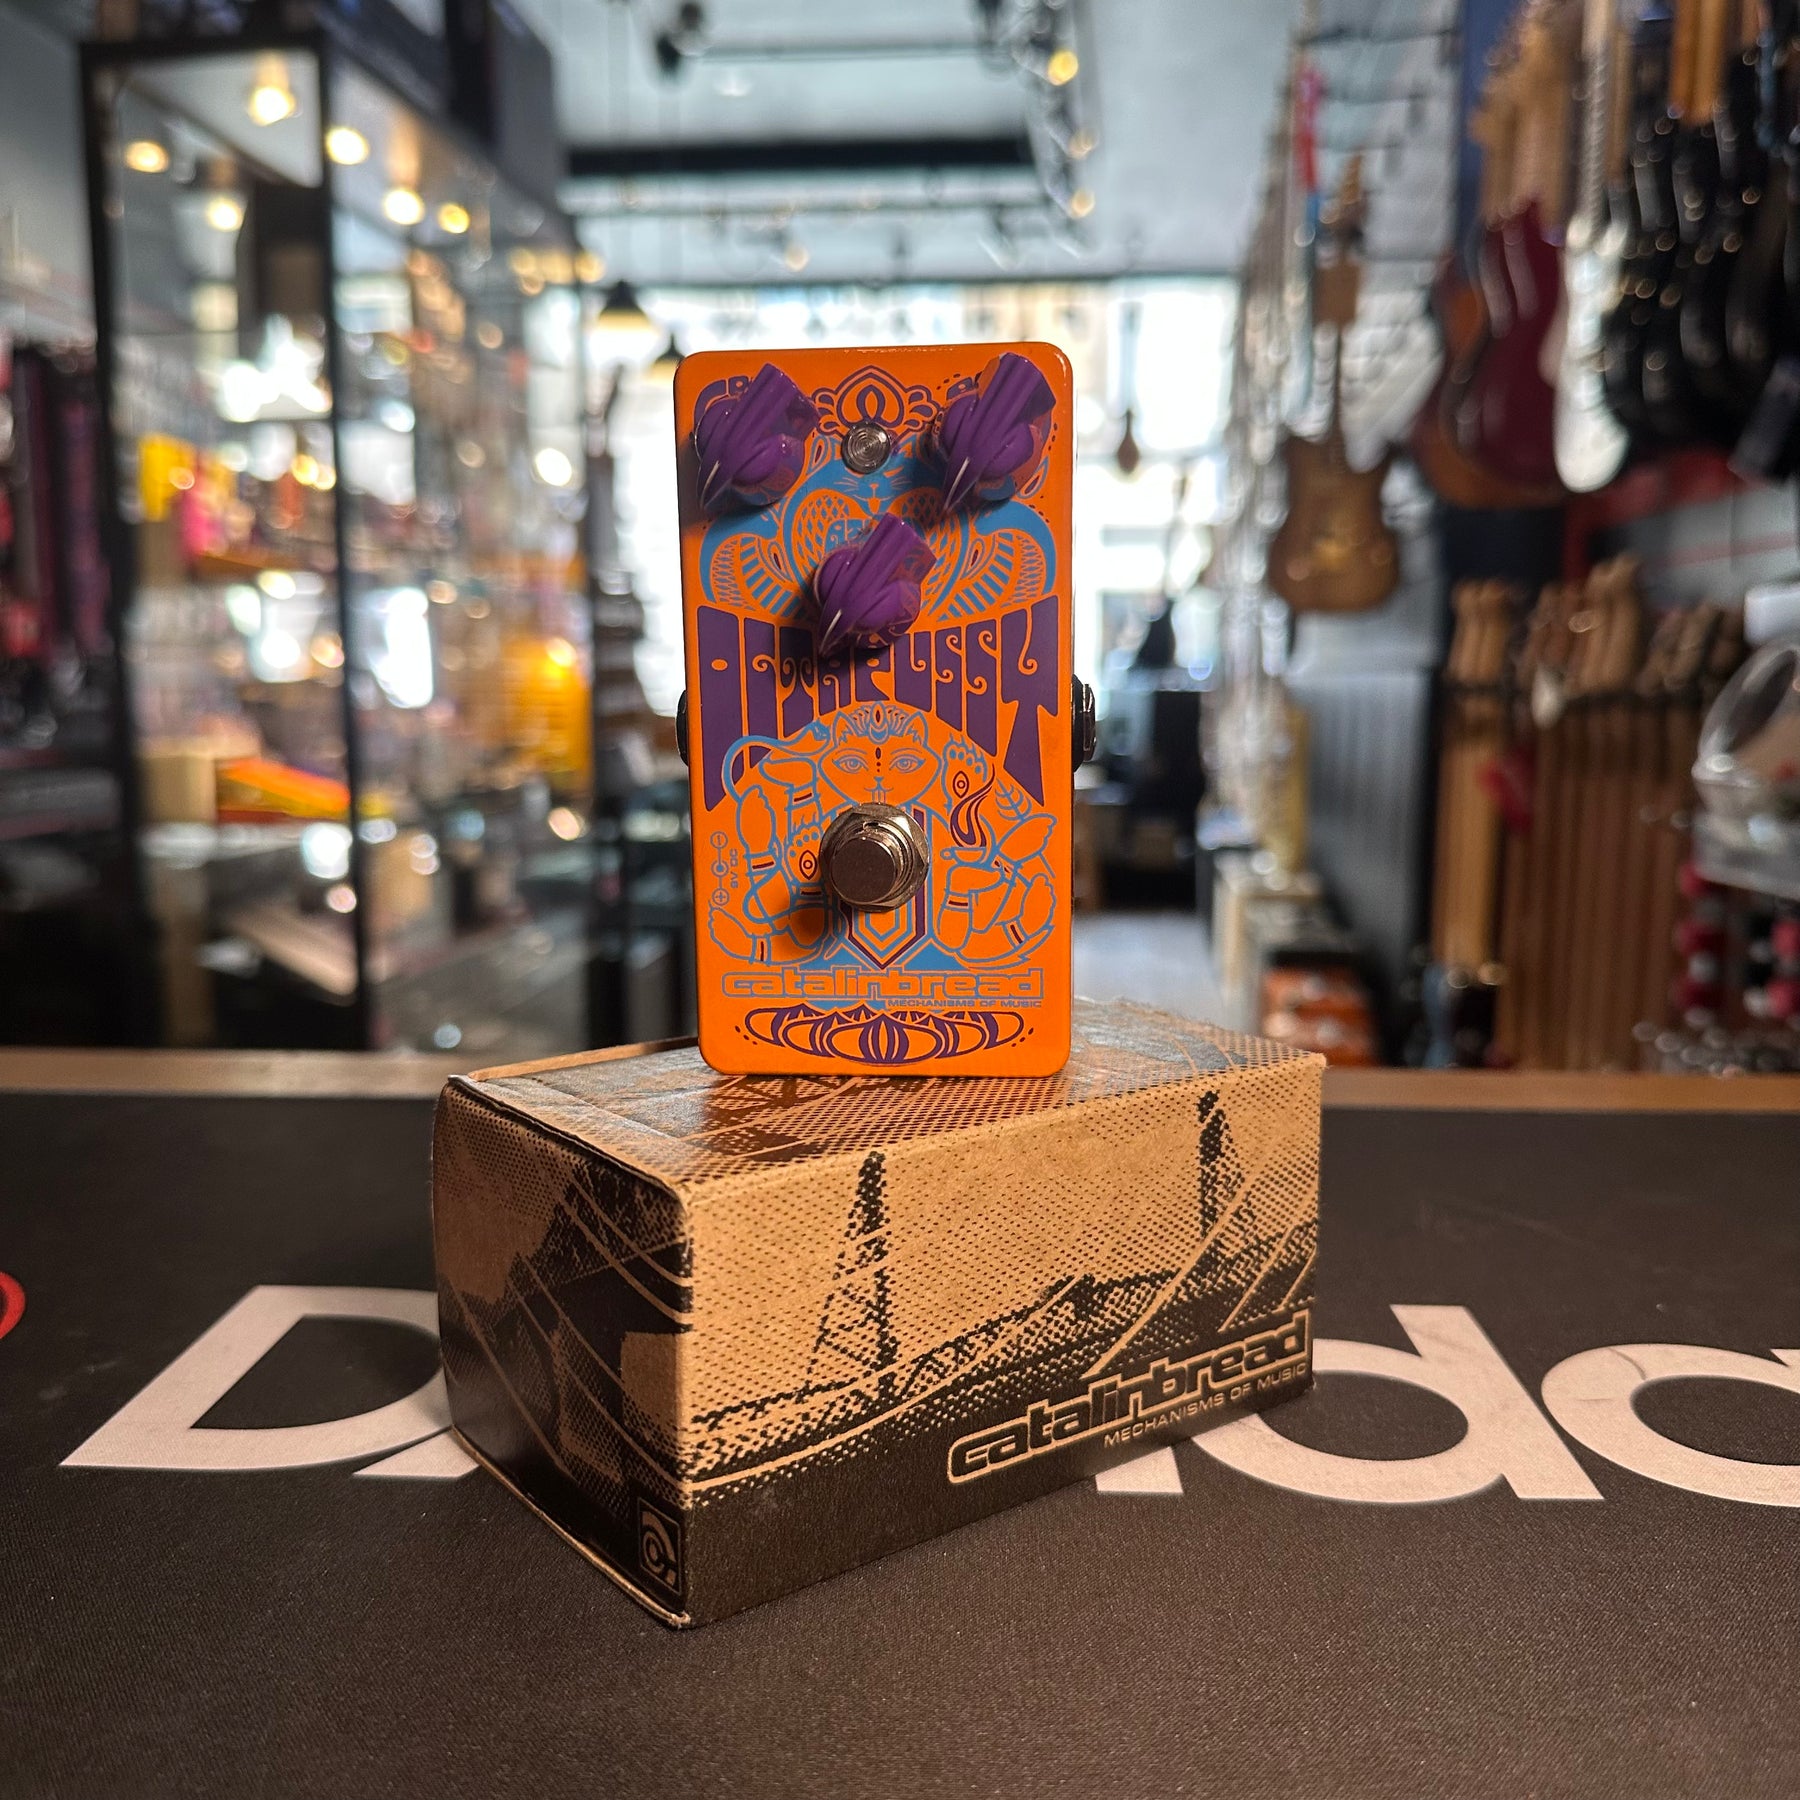 OCTAPUSSY
9V DC
catalinbread
MECHANISMS OF MUSIC
catalinbread
MECHANISMS OF MUSIC